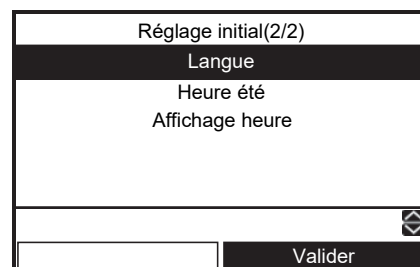 Réglage initial(2/2)
Langue
Heure été
Affichage heure
Valider